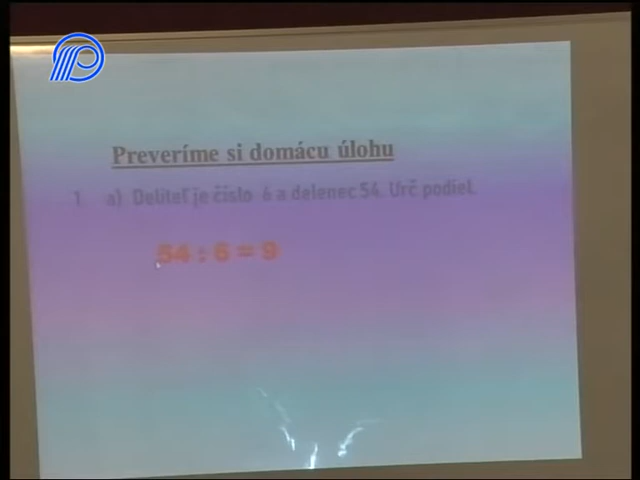 Preveríme si domácu úlohu
1 a) Deliteľ je číslo 6 a delenec 54. Urč podiel.
54 : 6 = 9